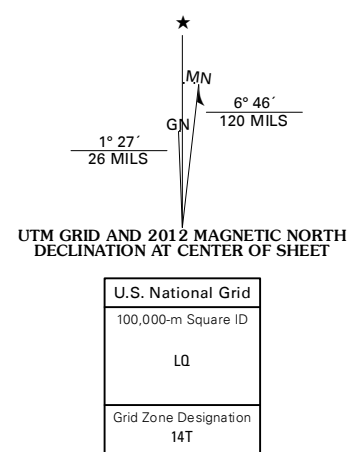 ★
MN
GN
6° 46´
120 MILS
1° 27´
26 MILS
UTM GRID AND 2012 MAGNETIC NORTH
DECLINATION AT CENTER OF SHEET
U.S. National Grid
100,000-m Square ID
LQ
Grid Zone Designation
14T